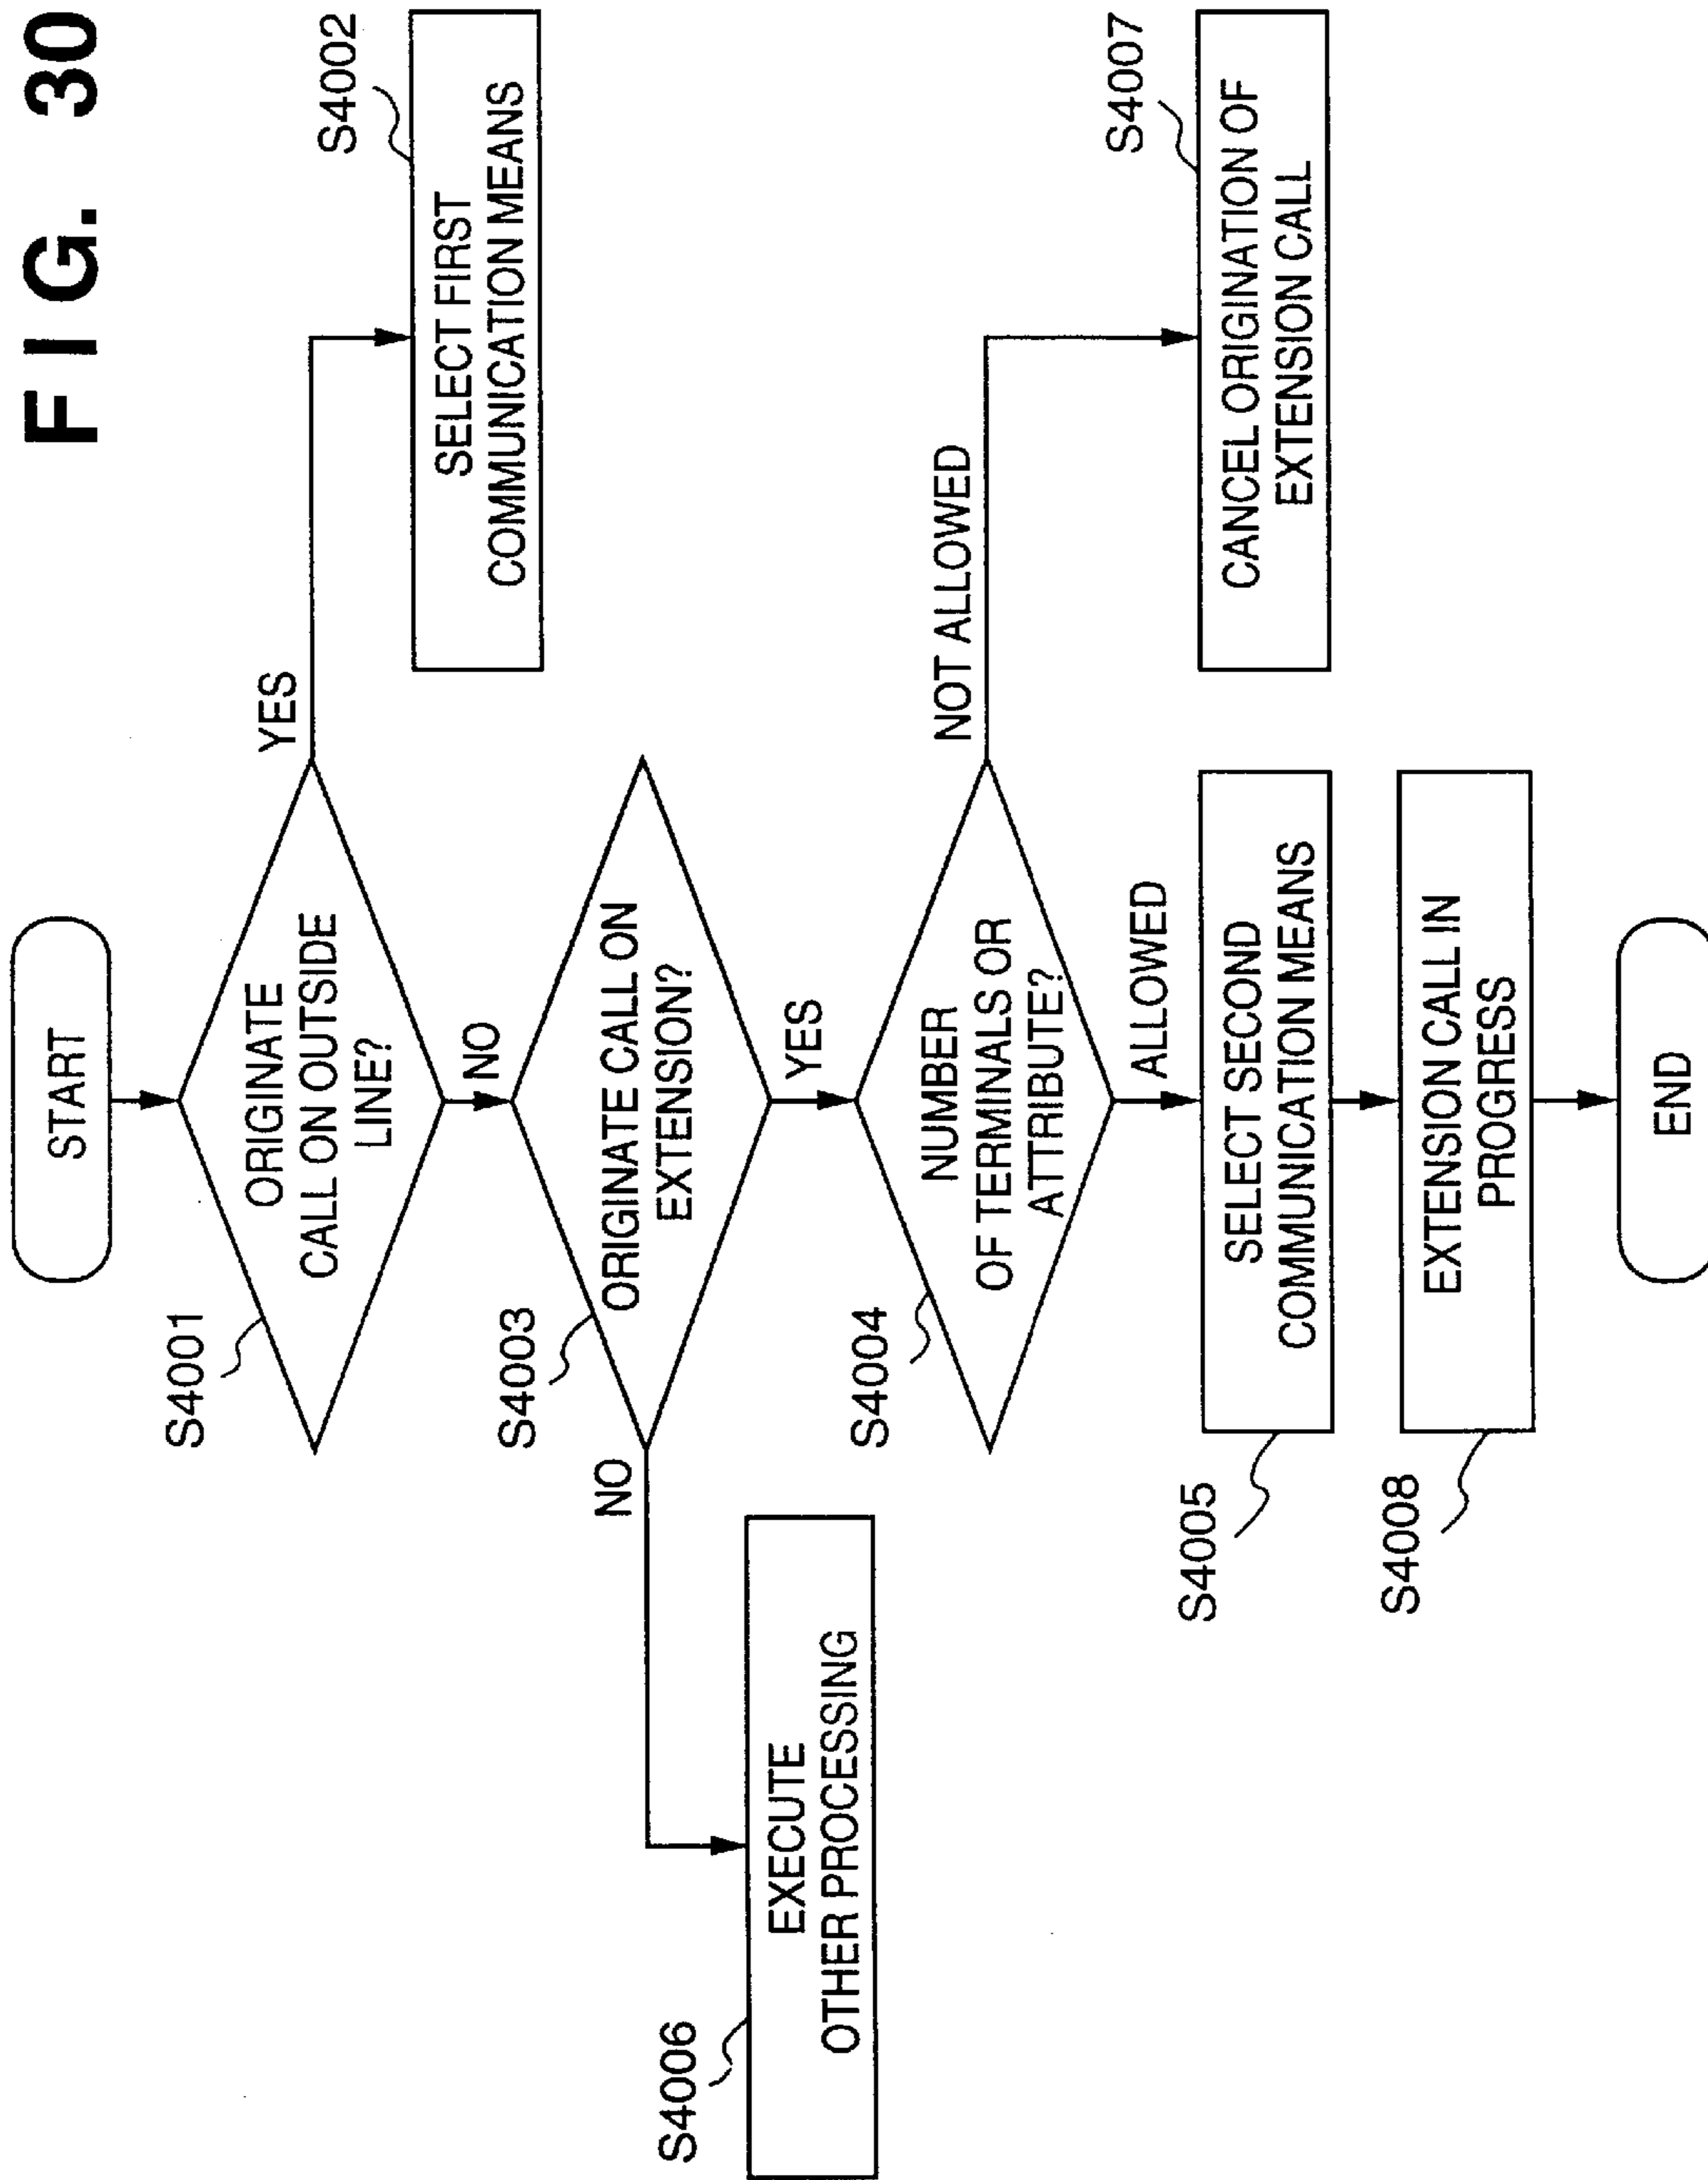 FIG. 30
START
S4001
ORIGINATE
CALL ON OUTSIDE
LINE?
YES
S4002
SELECT FIRST
COMMUNICATION MEANS
NO
S4003
ORIGINATE CALL ON
EXTENSION?
NO
S4006
EXECUTE
OTHER PROCESSING
YES
S4004
NUMBER
OF TERMINALS OR
ATTRIBUTE?
NOT ALLOWED
S4007
CANCEL ORIGINATION OF
EXTENSION CALL
ALLOWED
S4005
SELECT SECOND
COMMUNICATION MEANS
S4008
EXTENSION CALL IN
PROGRESS
END